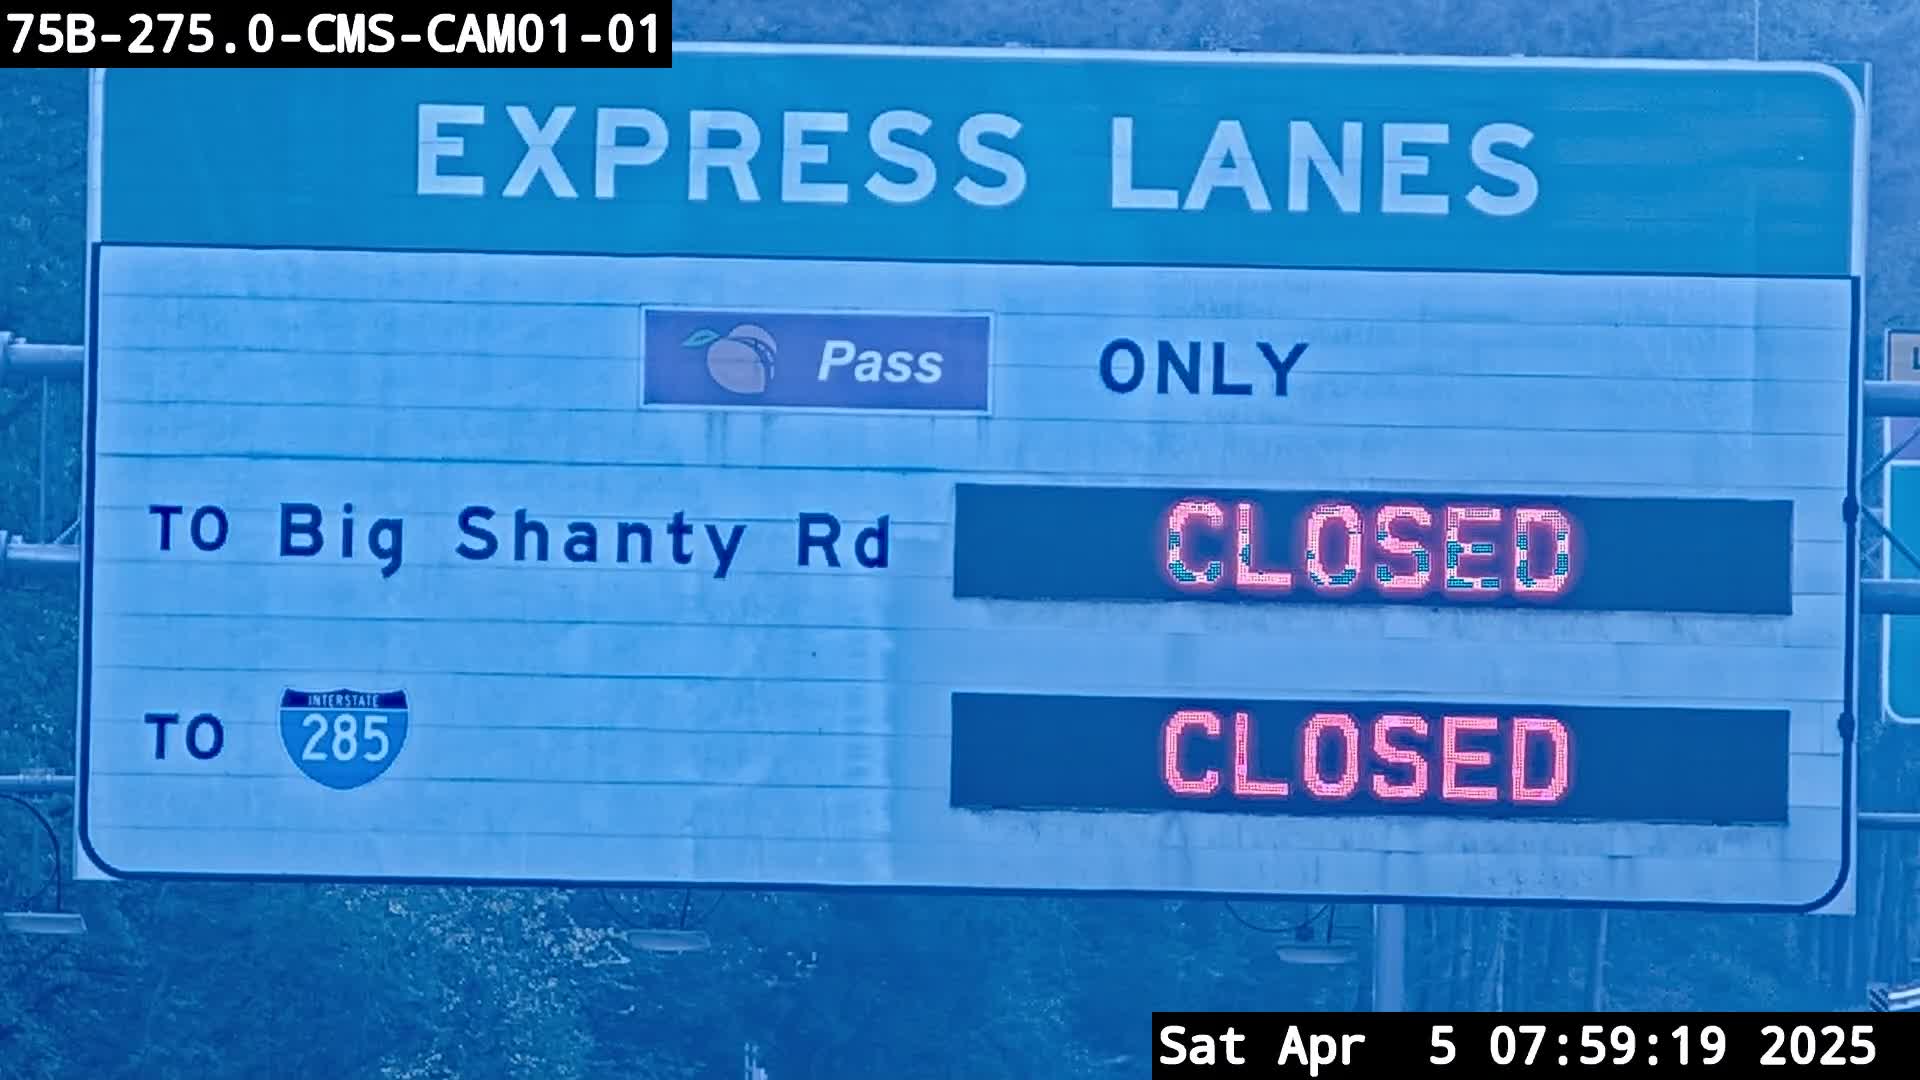 75B-275.0-CMS-CAM01-01
EXPRESS LANES
Pass ONLY
TO Big Shanty Rd CLOSED
TO INTERSTATE 285 CLOSED
Sat Apr 5 07:59:19 2025